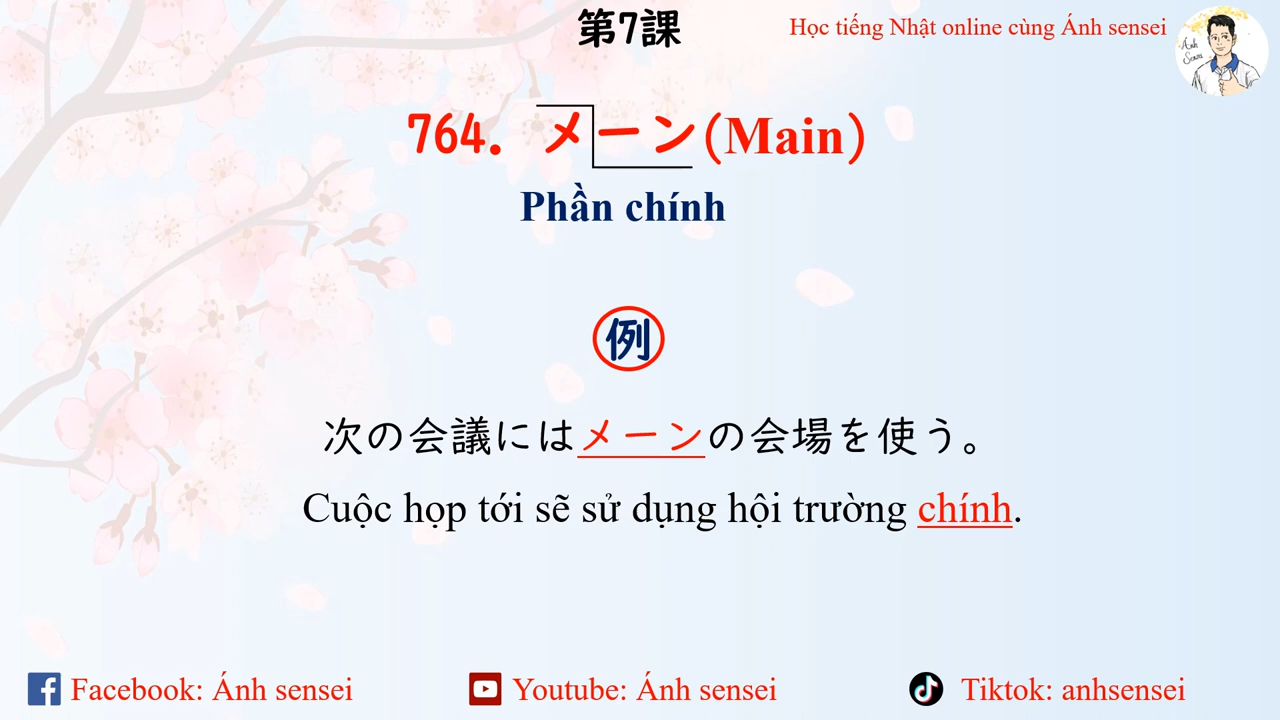 第7課
Học tiếng Nhật online cùng Ánh sensei
Ánh Sensei
764. メーン(Main)
Phần chính
例
次の会議にはメーンの会場を使う。
Cuộc họp tới sẽ sử dụng hội trường chính.
Facebook: Ánh sensei
Youtube: Ánh sensei
Tiktok: anhsensei